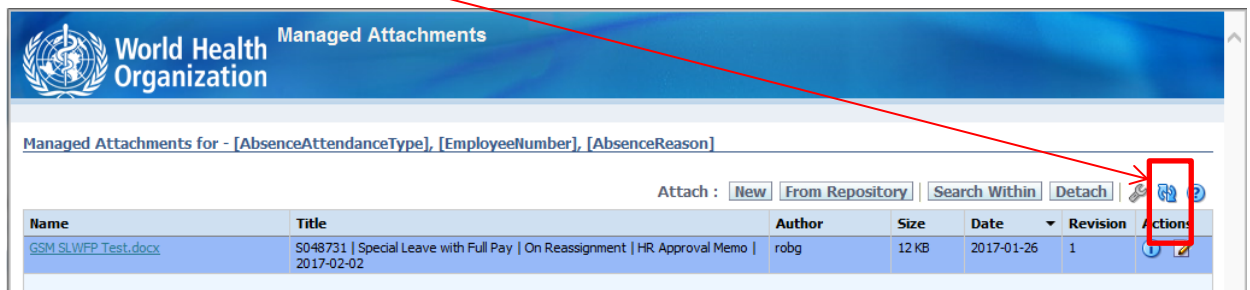 World Health
Organization
Managed Attachments
Managed Attachments for - [AbsenceAttendanceType], [EmployeeNumber], [AbsenceReason]
Attach : New From Repository Search Within Detach
Name Title Author Size Date Revision Actions
GSM SLWFP Test.docx S048731 | Special Leave with Full Pay | On Reassignment | HR Approval Memo | robg 12 KB 2017-01-26 1
2017-02-02